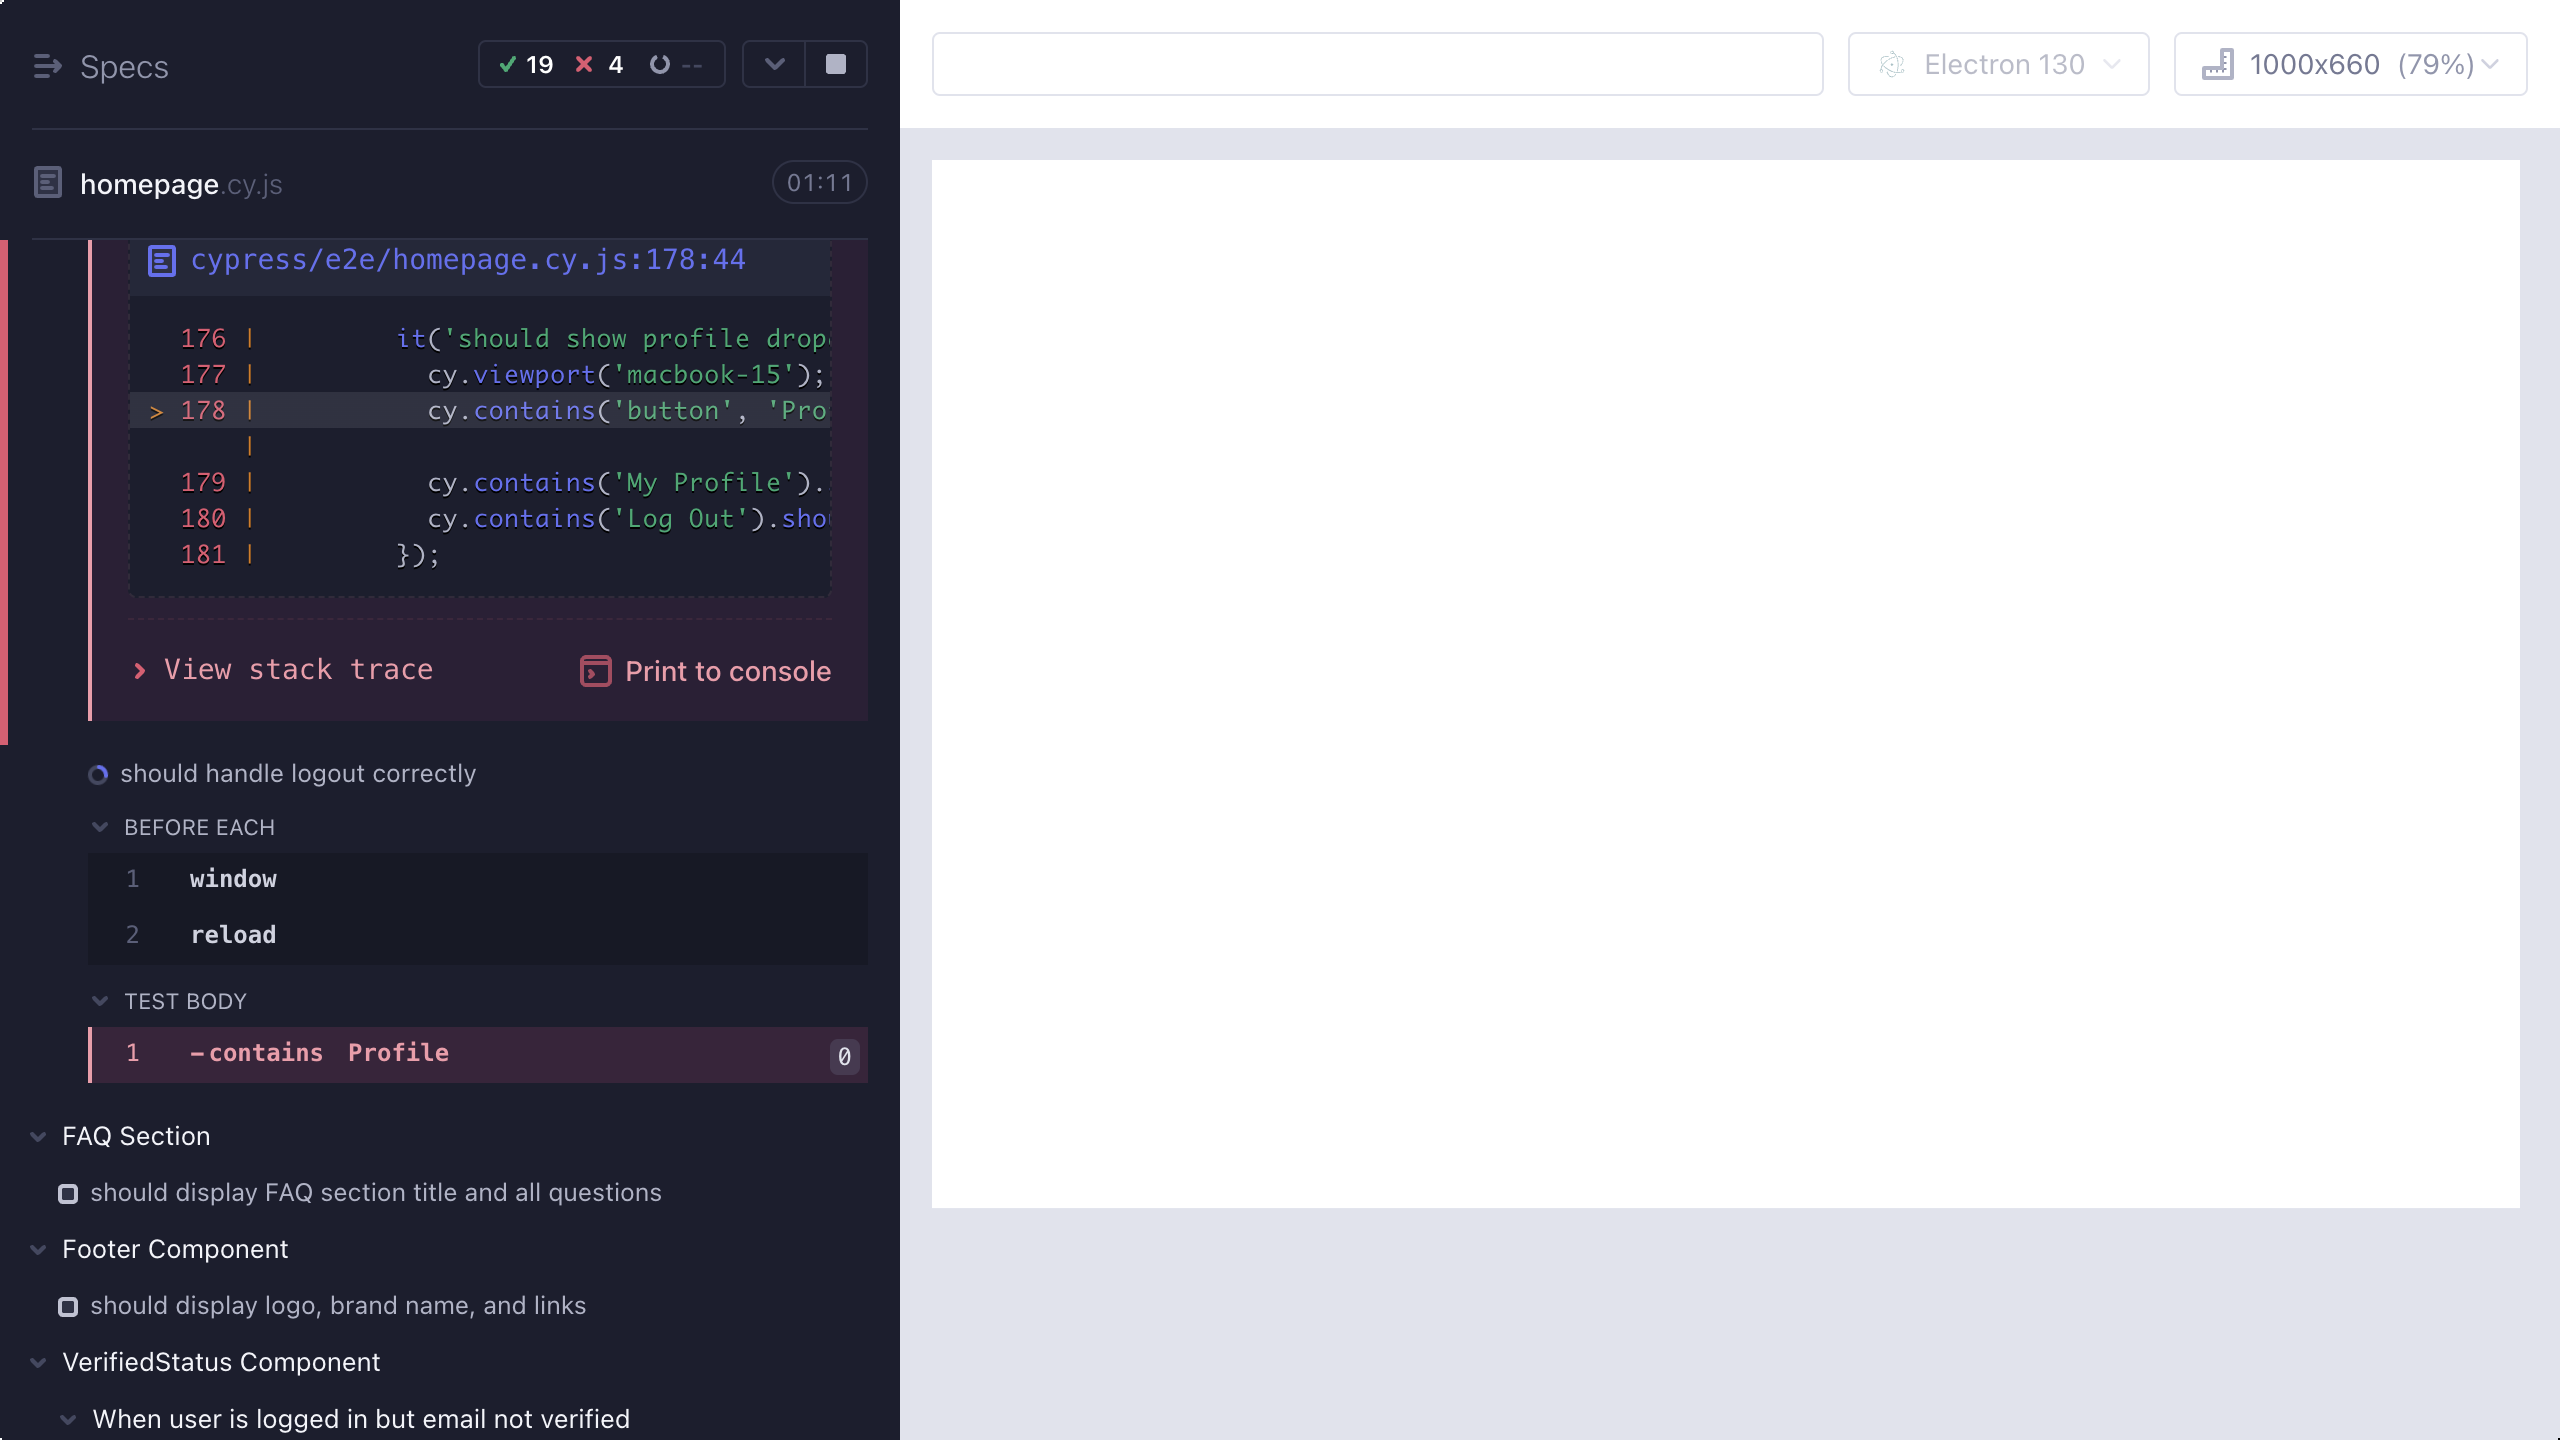 Specs
19 4 --
homepage.cy.js
01:11
cypress/e2e/homepage.cy.js:178:44
176 | it('should show profile drop
177 | cy.viewport('macbook-15');
> 178 | cy.contains('button', 'Pro
|
179 | cy.contains('My Profile').
180 | cy.contains('Log Out').sho
181 | });
View stack trace
Print to console
should handle logout correctly
BEFORE EACH
1 window
2 reload
TEST BODY
1 -contains Profile 0
FAQ Section
should display FAQ section title and all questions
Footer Component
should display logo, brand name, and links
VerifiedStatus Component
When user is logged in but email not verified
Electron 130
1000x660 (79%)